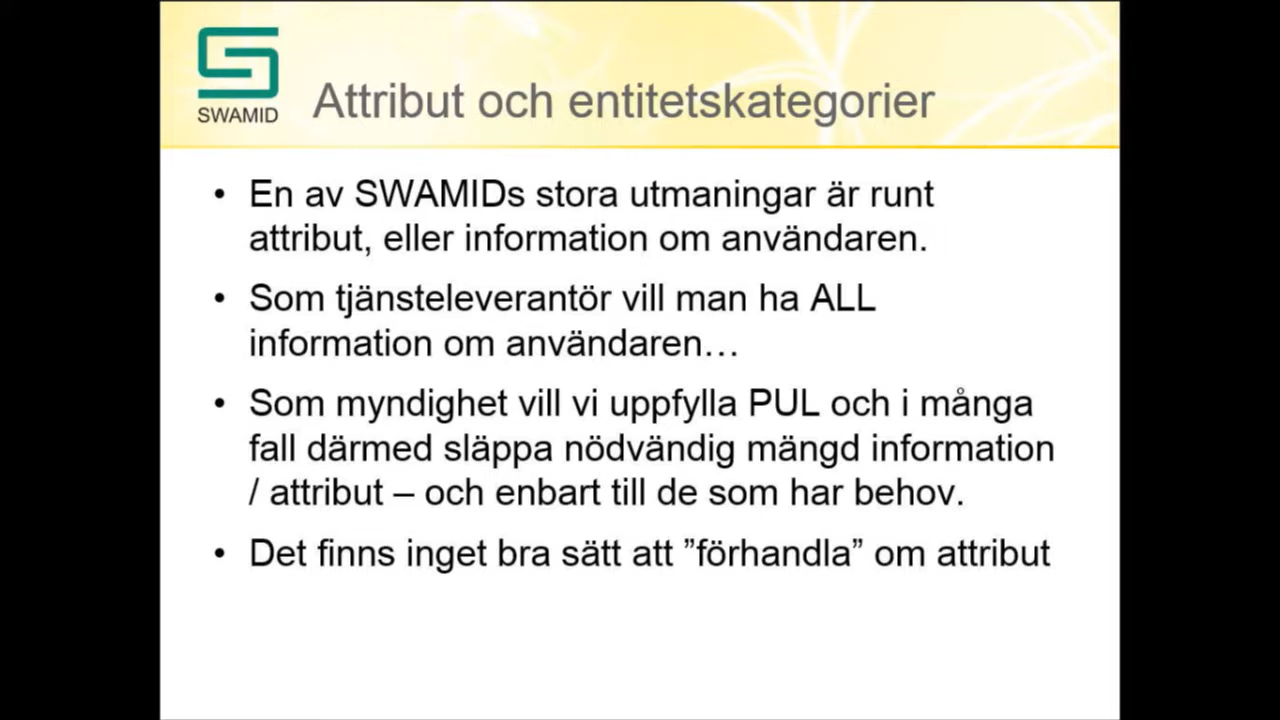 SWAMID
Attribut och entitetskategorier
• En av SWAMIDs stora utmaningar är runt
attribut, eller information om användaren.
• Som tjänsteleverantör vill man ha ALL
information om användaren…
• Som myndighet vill vi uppfylla PUL och i många
fall därmed släppa nödvändig mängd information
/ attribut – och enbart till de som har behov.
• Det finns inget bra sätt att ”förhandla” om attribut